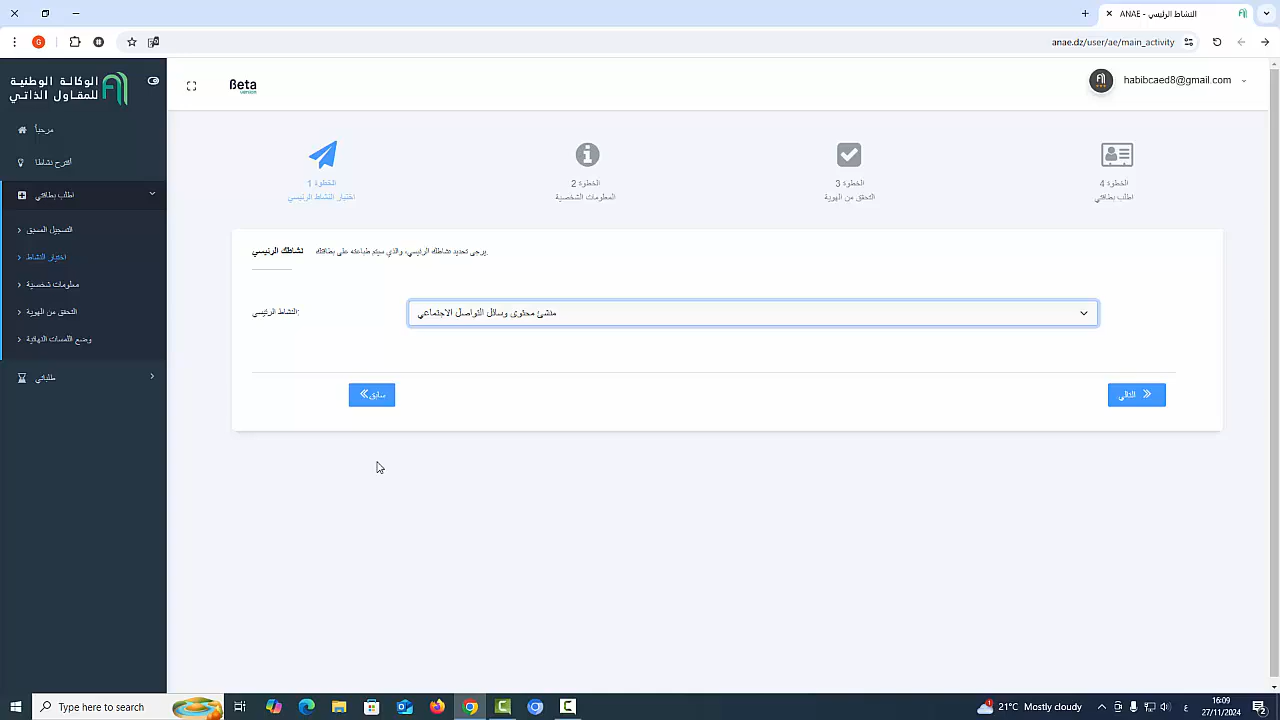 النشاط الرئيسي - ANAE
anae.dz/user/ae/main_activity
G
الوكالة الوطنية
للمقاول الذاتي
ẞeta
version
habibcaed8@gmail.com
مرحباً
أقترح نشاطا
اطلب بطاقتي
التسجيل المسبق
اختيار النشاط
معلومات شخصية
التحقق من الهوية
وضع اللمسات النهائية
طلباتي
الخطوة 1
اختيار النشاط الرئيسي
الخطوة 2
المعلومات الشخصية
الخطوة 3
التحقق من الهوية
الخطوة 4
اطلب بطاقتي
نشاطك الرئيسي
يرجى تحديد نشاطك الرئيسي، والذي سيتم طباعته على بطاقتك.
النشاط الرئيسي:
منشئ محتوى وسائل التواصل الاجتماعي
سابق
التالي
Type here to search
21°C Mostly cloudy
ع
16:09
27/11/2024
2